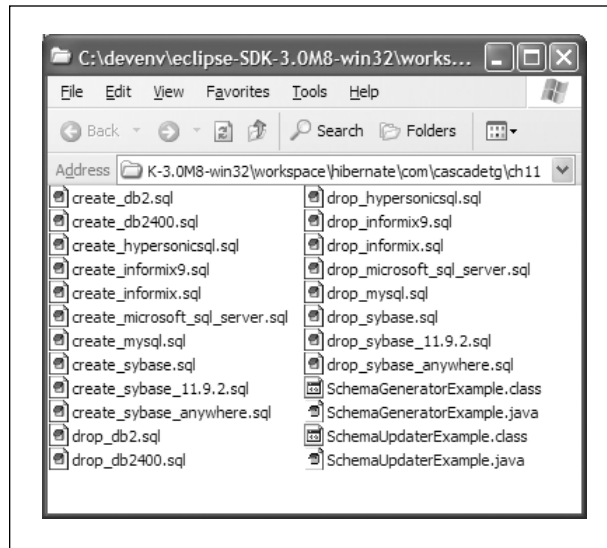 C:\devenv\eclipse-SDK-3.0M8-win32\works...
File Edit View Favorites Tools Help
Back Search Folders
Address K-3.0M8-win32\workspace\hibernate\com\cascadetg\ch11
create_db2.sql
create_db2400.sql
create_hypersonicsql.sql
create_informix9.sql
create_informix.sql
create_microsoft_sql_server.sql
create_mysql.sql
create_sybase.sql
create_sybase_11.9.2.sql
create_sybase_anywhere.sql
drop_db2.sql
drop_db2400.sql
drop_hypersonicsql.sql
drop_informix9.sql
drop_informix.sql
drop_microsoft_sql_server.sql
drop_mysql.sql
drop_sybase.sql
drop_sybase_11.9.2.sql
drop_sybase_anywhere.sql
SchemaGeneratorExample.class
SchemaGeneratorExample.java
SchemaUpdaterExample.class
SchemaUpdaterExample.java